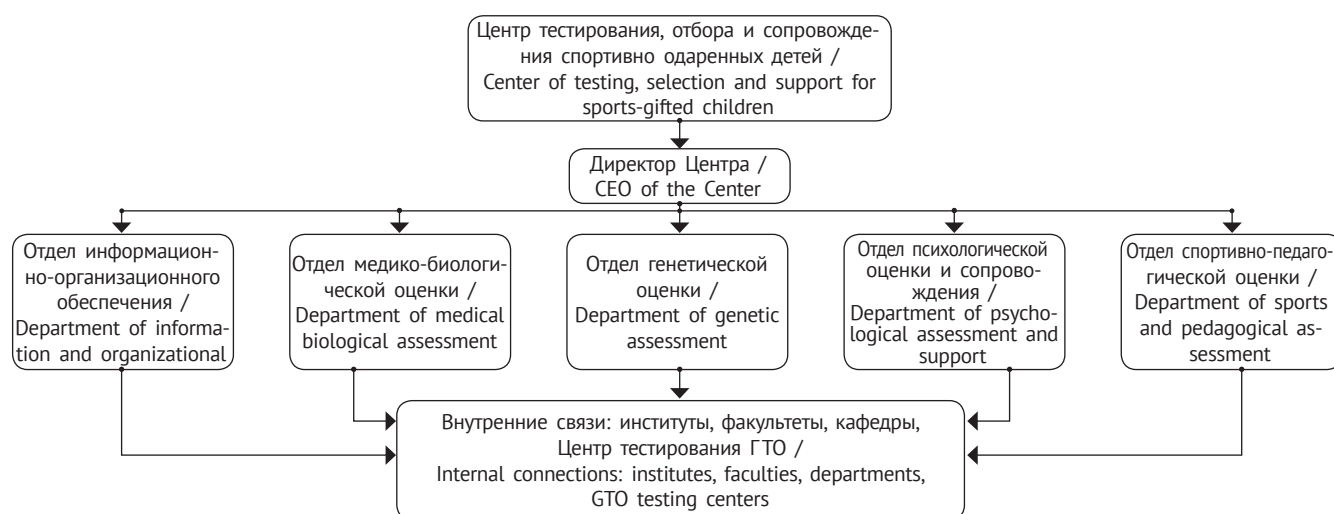 Центр тестирования, отбора и сопровожде-
ния спортивно одаренных детей /
Center of testing, selection and support for
sports-gifted children
Директор Центра /
CEO of the Center
Отдел информацион-
но-организационного
обеспечения /
Department of informa-
tion and organizational
Отдел медико-биологи-
ческой оценки /
Department of medical
biological assessment
Отдел генетической
оценки /
Department of genetic
assessment
Отдел психологической
оценки и сопрово-
ждения /
Department of psycho-
logical assessment and
support
Отдел спортивно-педаго-
гической оценки /
Department of sports
and pedagogical as-
sessment
Внутренние связи: институты, факультеты, кафедры,
Центр тестирования ГТО /
Internal connections: institutes, faculties, departments,
GTO testing centers